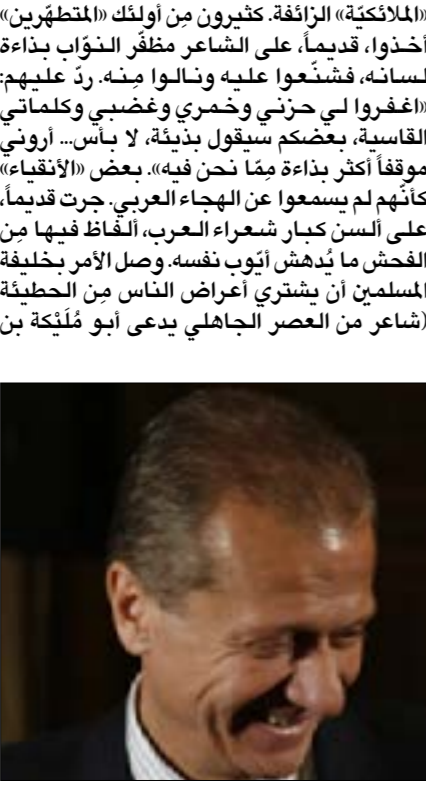 «الملائكيّة» الزائفة. كثيرون مِن أولئك «المتطهّرين»
أخذوا، قديماً، على الشاعر مظفّر النوّاب بذاءة
لسانه، فشنّعوا عليه ونالوا مِنه. ردّ عليهم:
«اغفروا لي حزني وخمري وغضبي وكلماتي
القاسية، بعضكم سيقول بذيئة، لا بأس... أروني
موقفاً أكثر بذاءة مِمّا نحن فيه». بعض «الأنقياء»
كأنّهم لم يسمعوا عن الهجاء العربي. جرت قديماً،
على ألسن كبار شعراء العرب، ألفاظ فيها مِن
الفحش ما يُدهش أيّوب نفسه. وصل الأمر بخليفة
المسلمين أن يشتري أعراض الناس مِن الحطيئة
(شاعر من العصر الجاهلي يدعى أبو مُلَيْكة بن